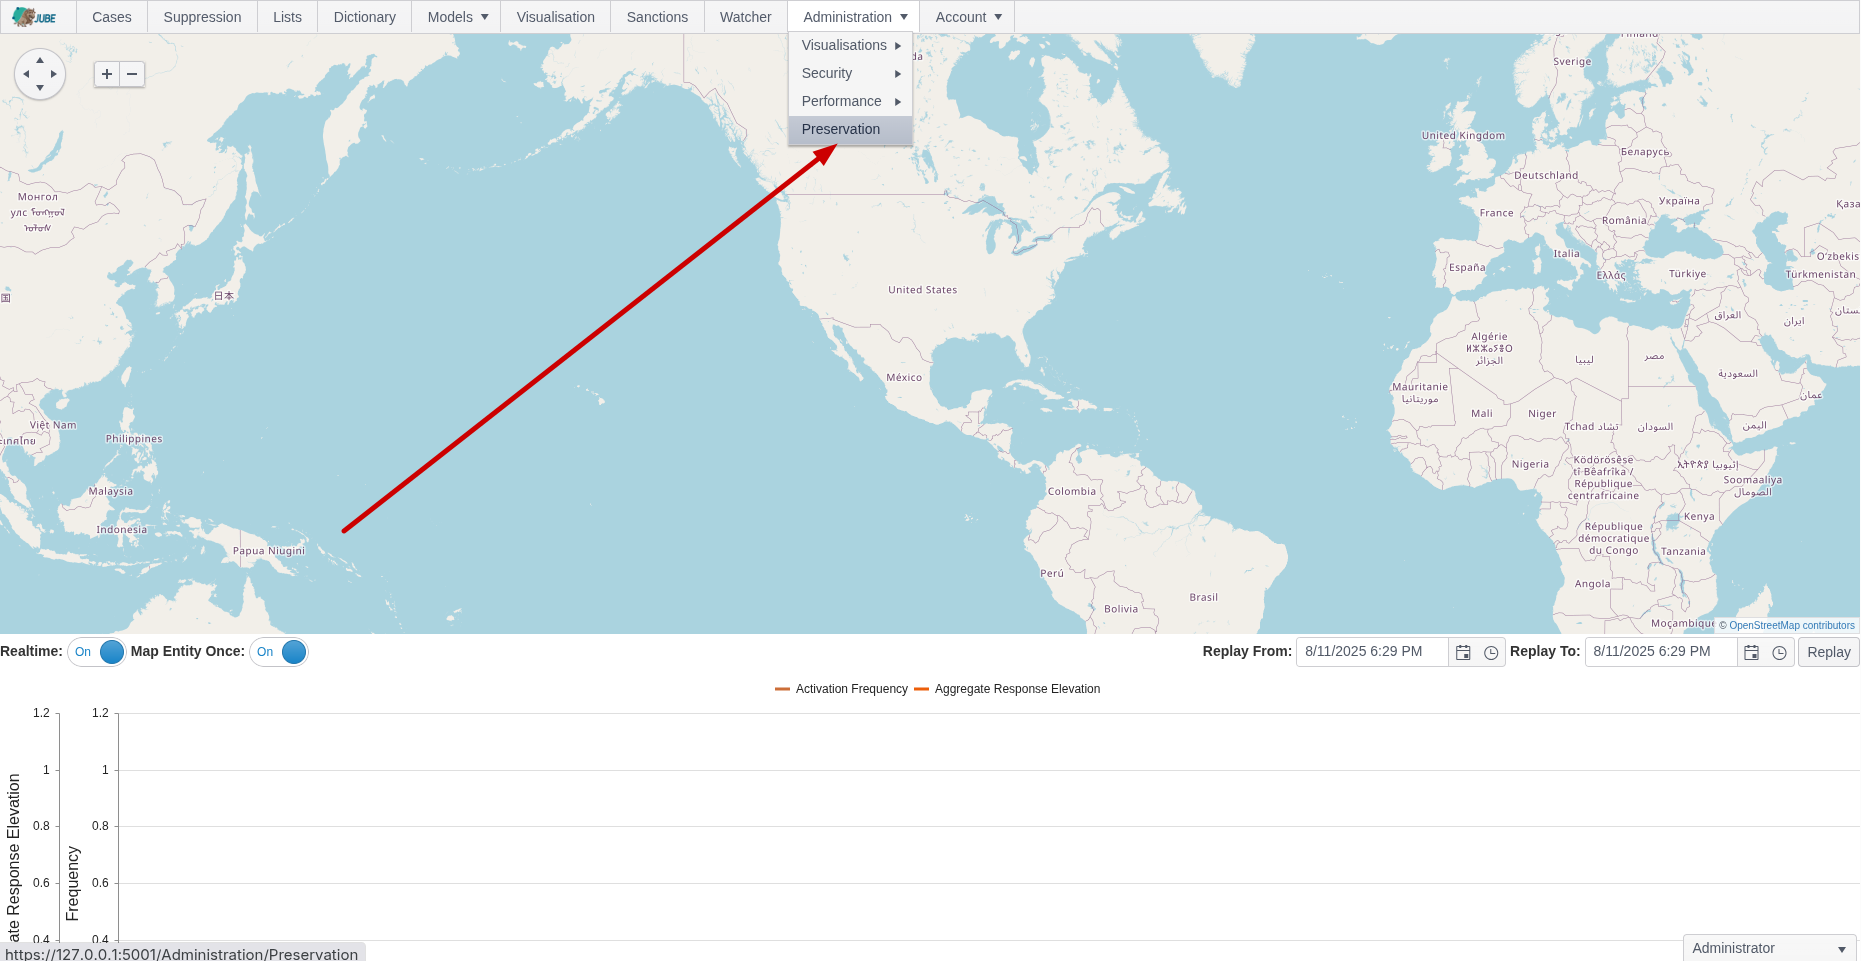 JUBE Cases Suppression Lists Dictionary Models Visualisation Sanctions Watcher Administration Account
Visualisations
Security
Performance
Preservation
Suomi / Finland
Sverige
United Kingdom
Беларусь
Deutschland
Монгол
улс
France
Україна
România
Қаза
Italia
O'zbekis
España
Ελλάς
Türkiye
Türkmenistan
日本
国
United States
العراق
ایران
Algérie
ⵍⵣⵣⴰⵢⴻⵔ
الجزائر
ليبيا
مصر
México
السعودية
Mauritanie
موريتانيا
عمان
Mali
Niger
Việt Nam
Tchad تشاد
السودان
اليمن
Philippines
Ködörösêse
tî Bêafrîka /
République
centrafricaine
Nigeria
ኢትዮጵያ إثيوبيا
Soomaaliya
الصومال
Malaysia
Colombia
Kenya
Indonesia
République
démocratique
du Congo
Papua Niugini
Tanzania
Perú
Angola
Brasil
Bolivia
Moçambique
© OpenStreetMap contributors
Realtime: On Map Entity Once: On Replay From: 8/11/2025 6:29 PM Replay To: 8/11/2025 6:29 PM Replay
Activation Frequency Aggregate Response Elevation
1.2 1.2
1 1
0.8 0.8
0.6 0.6
0.4 0.4
ate Response Elevation
Frequency
https://127.0.0.1:5001/Administration/Preservation
Administrator